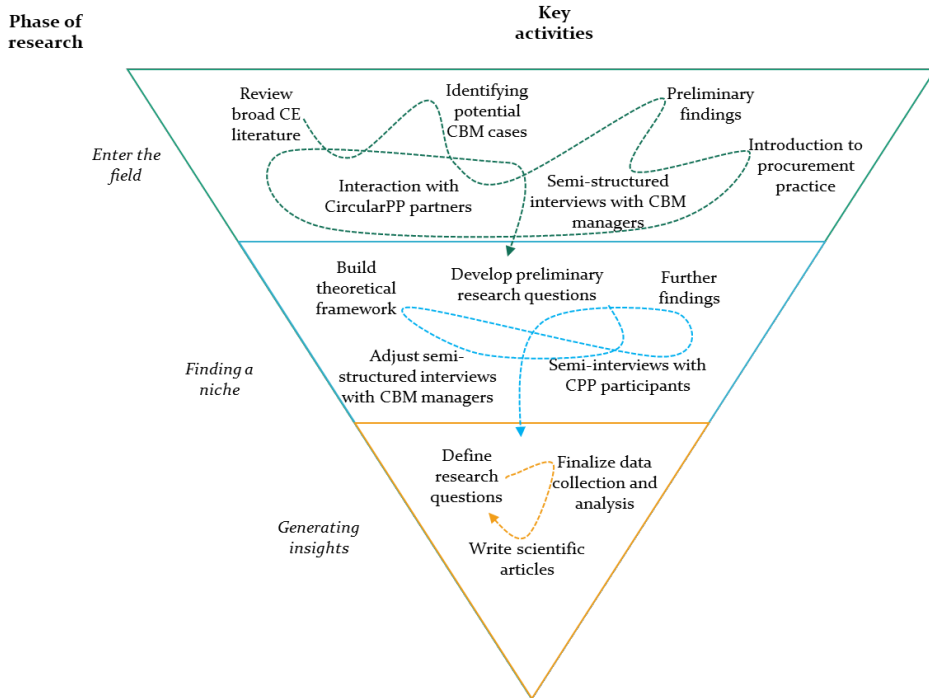 Phase of
research
Key
activities
Review
broad CE
literature
Identifying
potential
CBM cases
Preliminary
findings
Introduction to
procurement
practice
Enter the
field
Interaction with
CircularPP partners
Semi-structured
interviews with CBM
managers
Build
theoretical
framework
Develop preliminary
research questions
Further
findings
Finding a
niche
Adjust semi-
structured interviews
with CBM managers
Semi-interviews with
CPP participants
Define
research
questions
Finalize data
collection and
analysis
Generating
insights
Write scientific
articles